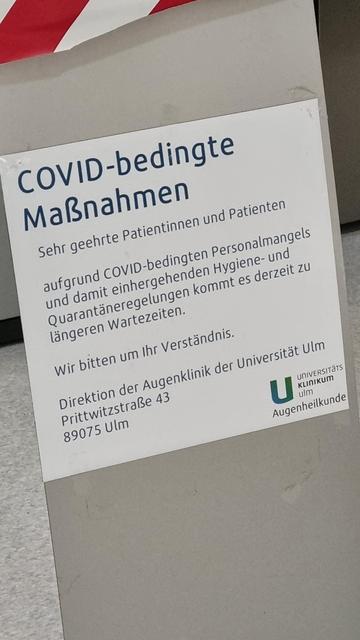 COVID-bedingte
Maßnahmen
Sehr geehrte Patientinnen und Patienten
aufgrund COVID-bedingten Personalmangels
und damit einhergehenden Hygiene- und
Quarantäneregelungen kommt es derzeit zu
längeren Wartezeiten.
Wir bitten um Ihr Verständnis.
Direktion der Augenklinik der Universität Ulm
Prittwitzstraße 43
89075 Ulm
UNIVERSITÄTS
KLINIKUM
ulm
Augenheilkunde